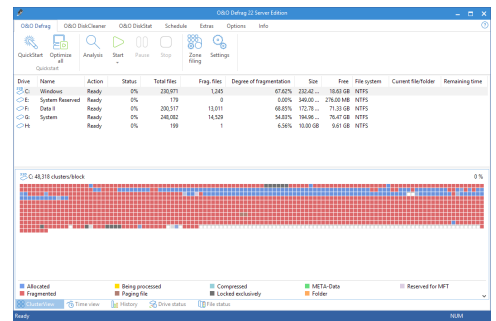 O&O Defrag 22 Server Edition
O&O Defrag O&O DiskCleaner O&O DiskStat Schedule Extras Options Info
QuickStart Optimize all Analysis Start Pause Stop Zone filing Settings
Quickstart
Drive Name Action Status Total files Frag. files Degree of fragmentation Size Free File system Current file/folder Remaining time
C: Windows Ready 0% 230,971 1,245 67.62% 232.42 ... 18.63 GB NTFS
E: System Reserved Ready 0% 179 0 0.00% 349.00 ... 276.00 MB NTFS
F: Data II Ready 0% 200,517 13,011 68.85% 172.78 ... 71.33 GB NTFS
G: System Ready 0% 248,082 14,529 54.83% 194.96 ... 76.47 GB NTFS
H: Ready 0% 199 1 6.56% 10.00 GB 9.61 GB NTFS
C: 48,318 clusters/block 0 %
Allocated Being processed Compressed META-Data Reserved for MFT
Fragmented Paging file Locked exclusively Folder
ClusterView Time view History Drive status File status
Ready NUM